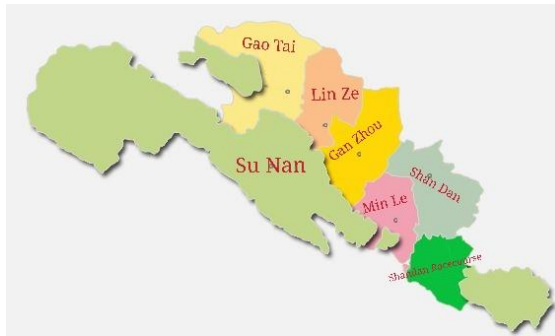 Gao Tai
Lin Ze
Gan Zhou
Su Nan
Shan Dan
Min Le
Shandan Racecourse